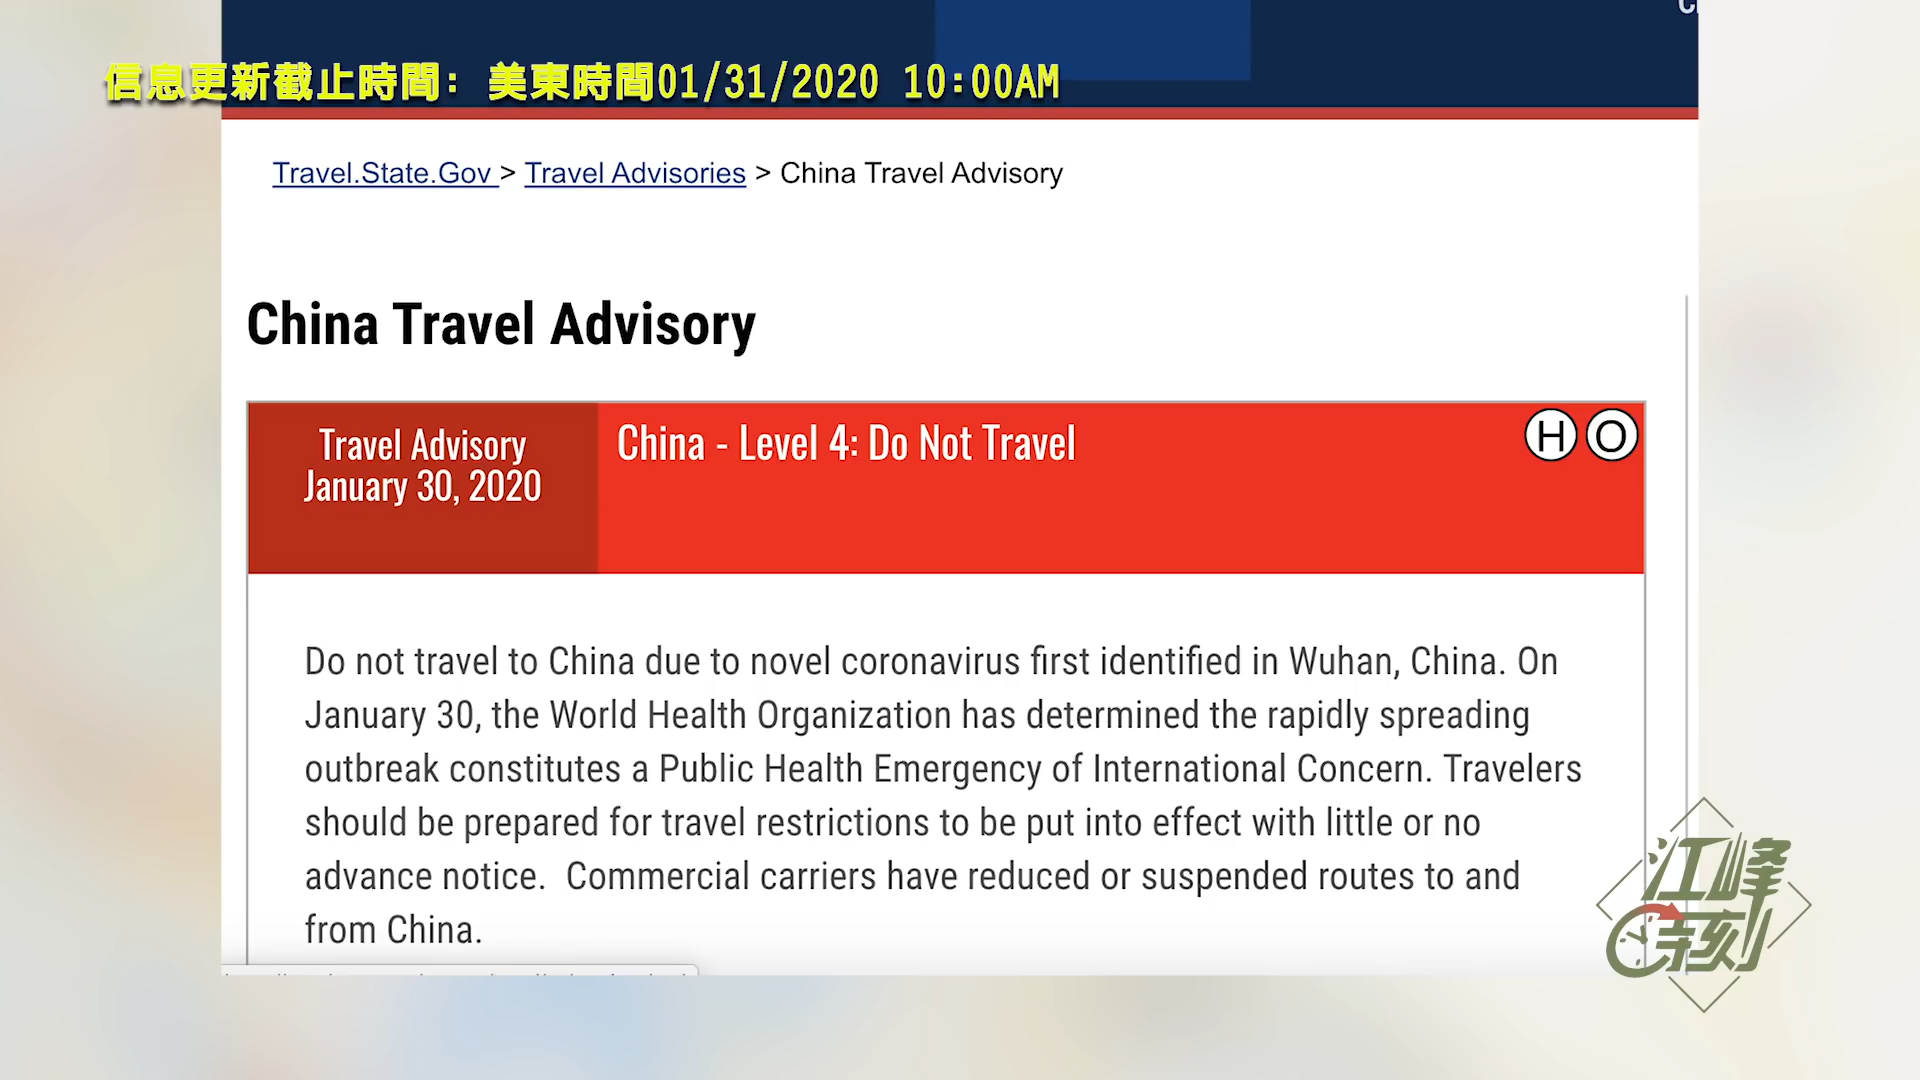 信息更新截止時間：美東時間01/31/2020 10:00AM
Travel.State.Gov > Travel Advisories > China Travel Advisory
China Travel Advisory
Travel Advisory
January 30, 2020
China - Level 4: Do Not Travel
H O
Do not travel to China due to novel coronavirus first identified in Wuhan, China. On
January 30, the World Health Organization has determined the rapidly spreading
outbreak constitutes a Public Health Emergency of International Concern. Travelers
should be prepared for travel restrictions to be put into effect with little or no
advance notice.  Commercial carriers have reduced or suspended routes to and
from China.
江峰
時刻